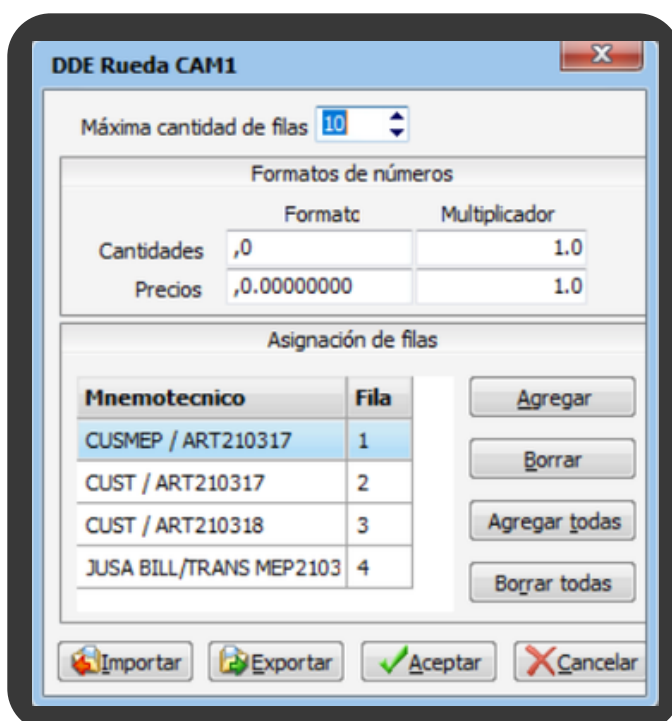 DDE Rueda CAM1
Máxima cantidad de filas 10
Formatos de números
Formato Multiplicador
Cantidades ,0 1.0
Precios ,0.00000000 1.0
Asignación de filas
Mnemotecnico Fila
CUSMEP / ART210317 1
CUST / ART210317 2
CUST / ART210318 3
JUSA BILL/TRANS MEP2103 4
Agregar
Borrar
Agregar todas
Borrar todas
Importar Exportar Aceptar Cancelar